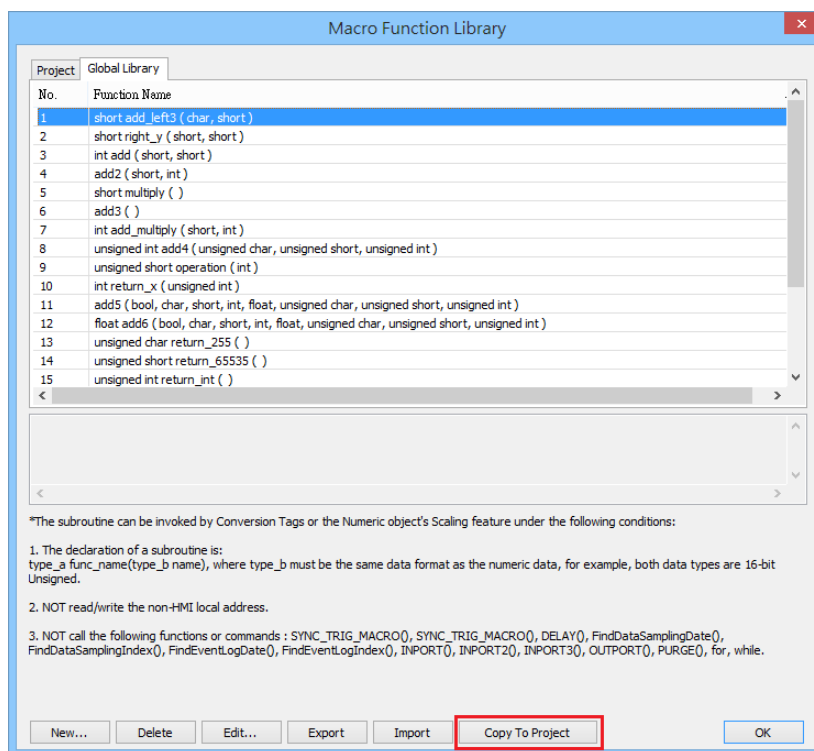 Macro Function Library
Project Global Library
No. Function Name
1 short add_left3 ( char, short )
2 short right_y ( short, short )
3 int add ( short, short )
4 add2 ( short, int )
5 short multiply ( )
6 add3 ( )
7 int add_multiply ( short, int )
8 unsigned int add4 ( unsigned char, unsigned short, unsigned int )
9 unsigned short operation ( int )
10 int return_x ( unsigned int )
11 add5 ( bool, char, short, int, float, unsigned char, unsigned short, unsigned int )
12 float add6 ( bool, char, short, int, float, unsigned char, unsigned short, unsigned int )
13 unsigned char return_255 ( )
14 unsigned short return_65535 ( )
15 unsigned int return_int ( )
*The subroutine can be invoked by Conversion Tags or the Numeric object's Scaling feature under the following conditions:
1. The declaration of a subroutine is:
type_a func_name(type_b name), where type_b must be the same data format as the numeric data, for example, both data types are 16-bit
Unsigned.
2. NOT read/write the non-HMI local address.
3. NOT call the following functions or commands : SYNC_TRIG_MACRO(), SYNC_TRIG_MACRO(), DELAY(), FindDataSamplingDate(),
FindDataSamplingIndex(), FindEventLogDate(), FindEventLogIndex(), INPORT(), INPORT2(), INPORT3(), OUTPORT(), PURGE(), for, while.
New... Delete Edit... Export Import Copy To Project OK